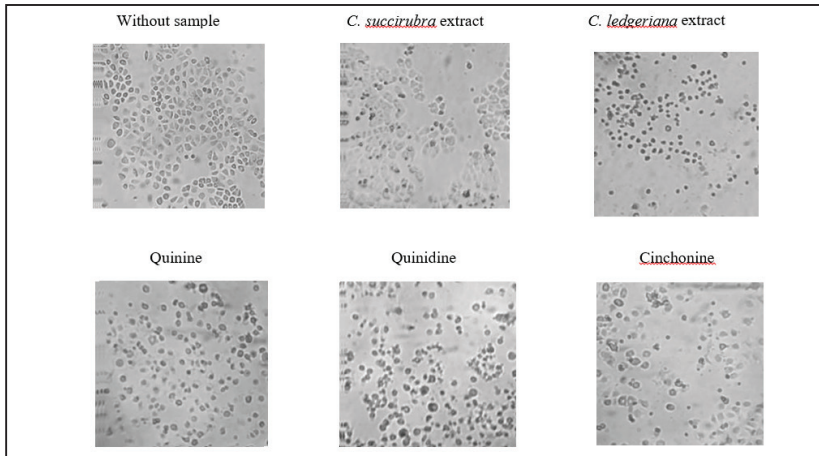 Without sample C. succirubra extract C. ledgeriana extract
Quinine Quinidine Cinchonine